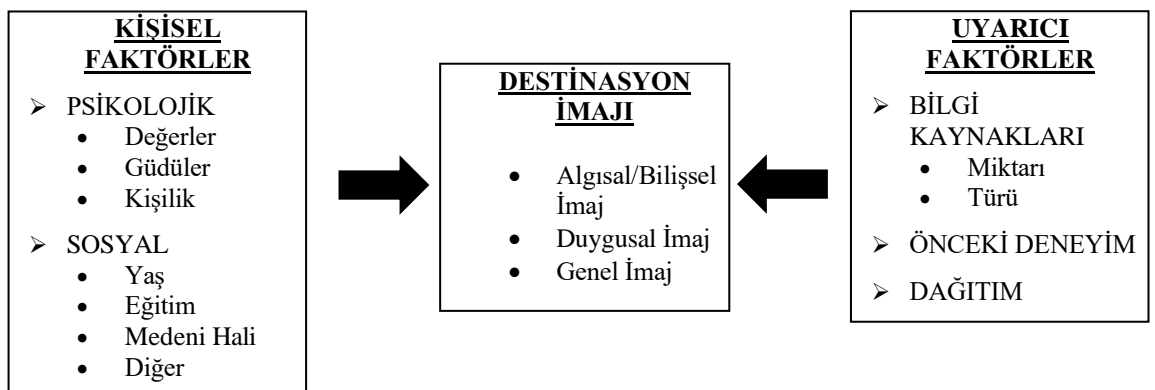 KİŞİSEL
FAKTÖRLER
➢ PSİKOLOJİK
• Değerler
• Güdüler
• Kişilik
➢ SOSYAL
• Yaş
• Eğitim
• Medeni Hali
• Diğer
DESTİNASYON
İMAJI
• Algısal/Bilişsel
İmaj
• Duygusal İmaj
• Genel İmaj
UYARICI
FAKTÖRLER
➢ BİLGİ
KAYNAKLARI
• Miktarı
• Türü
➢ ÖNCEKİ DENEYİM
➢ DAĞITIM